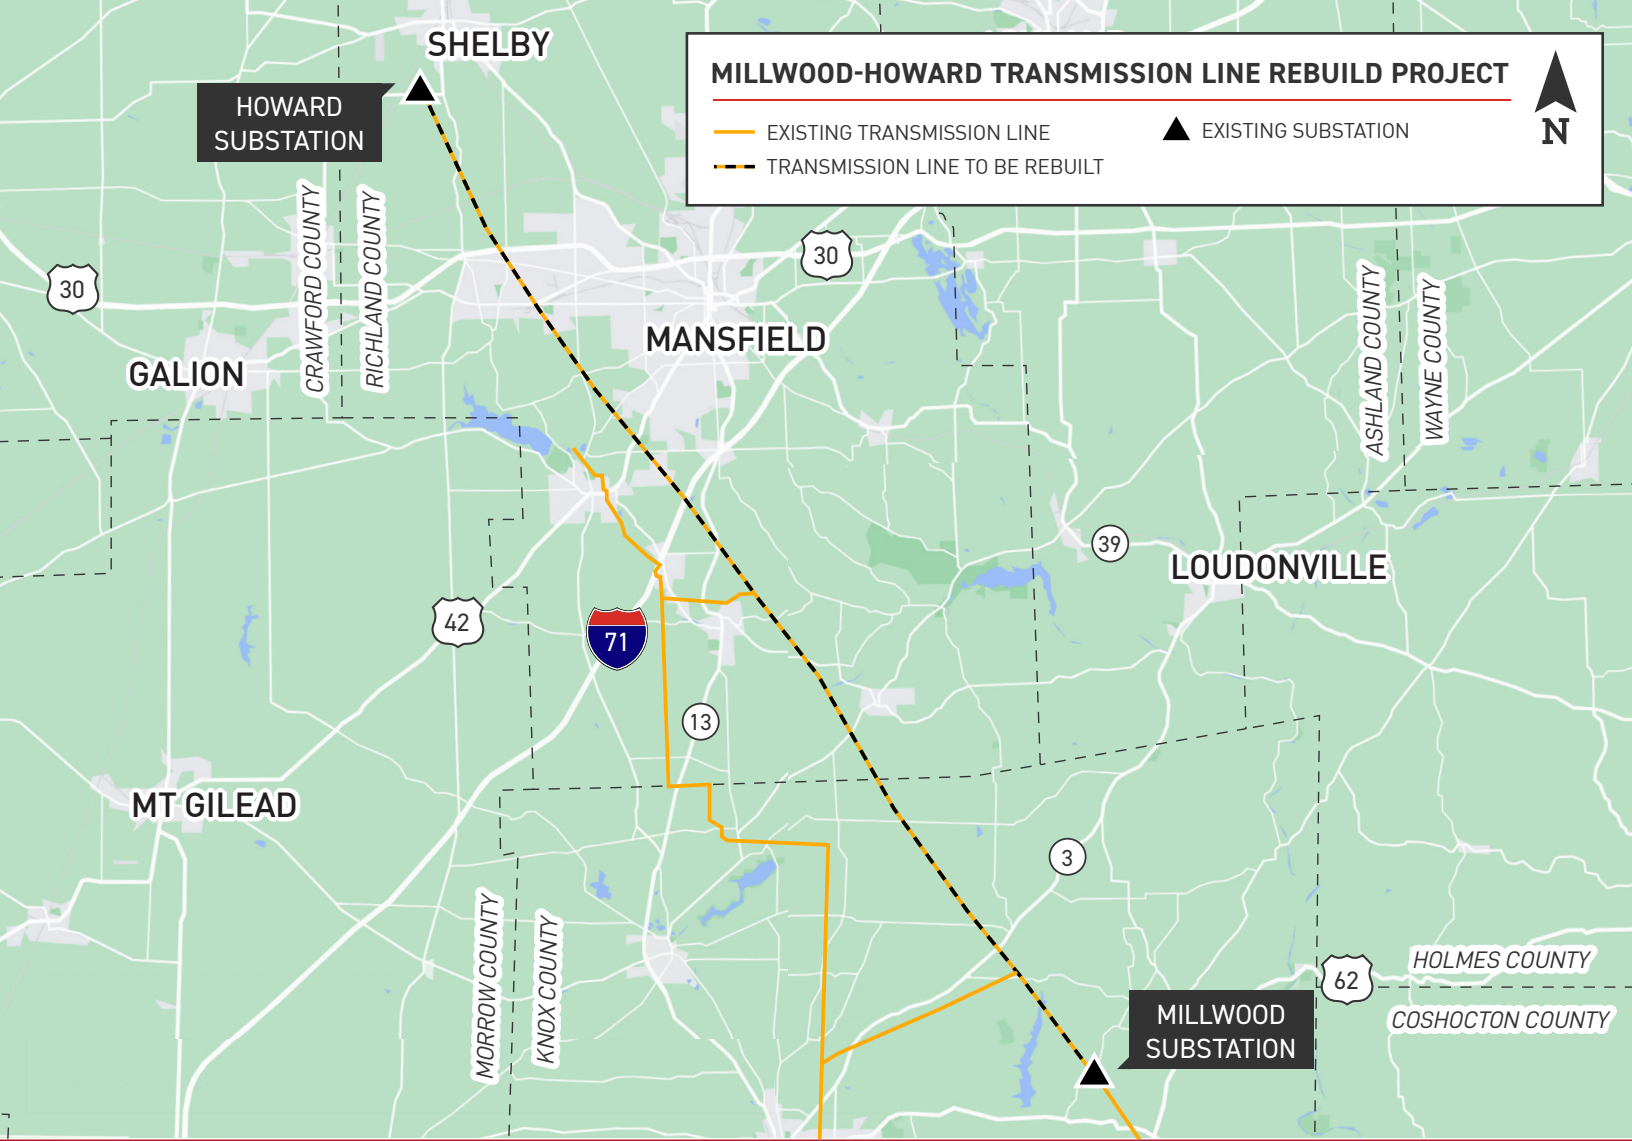 SHELBY
MILLWOOD-HOWARD TRANSMISSION LINE REBUILD PROJECT
EXISTING TRANSMISSION LINE
EXISTING SUBSTATION
TRANSMISSION LINE TO BE REBUILT
N
HOWARD
SUBSTATION
CRAWFORD COUNTY
RICHLAND COUNTY
30
30
ASHLAND COUNTY
WAYNE COUNTY
MANSFIELD
GALION
39
LOUDONVILLE
42
71
13
MT GILEAD
3
MORROW COUNTY
KNOX COUNTY
HOLMES COUNTY
62
COSHOCTON COUNTY
MILLWOOD
SUBSTATION